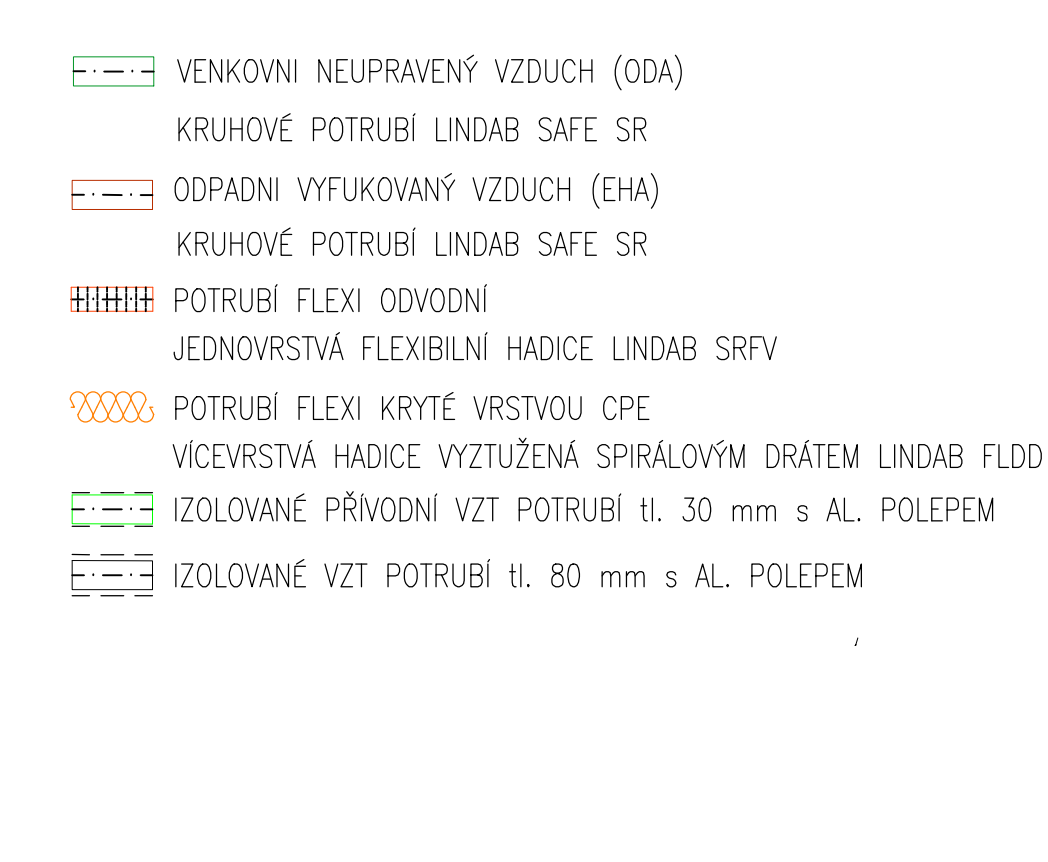 VENKOVNI NEUPRAVENÝ VZDUCH (ODA)
KRUHOVÉ POTRUBÍ LINDAB SAFE SR
ODPADNI VYFUKOVANÝ VZDUCH (EHA)
KRUHOVÉ POTRUBÍ LINDAB SAFE SR
POTRUBÍ FLEXI ODVODNÍ
JEDNOVRSTVÁ FLEXIBILNÍ HADICE LINDAB SRFV
POTRUBÍ FLEXI KRYTÉ VRSTVOU CPE
VÍCEVRSTVÁ HADICE VYZTUŽENÁ SPIRÁLOVÝM DRÁTEM LINDAB FLDD
IZOLOVANÉ PŘÍVODNÍ VZT POTRUBÍ tl. 30 mm s AL. POLEPEM
IZOLOVANÉ VZT POTRUBÍ tl. 80 mm s AL. POLEPEM